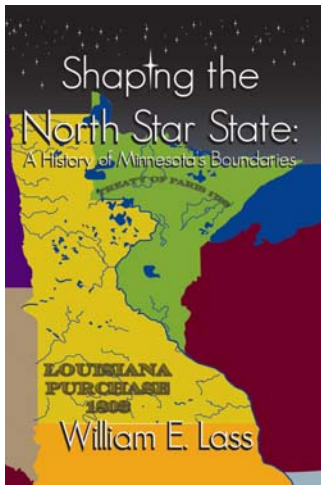 Shaping the
North Star State:
A History of Minnesota's Boundaries
TREATY OF PARIS 1783
LOUISIANA
PURCHASE
1803
William E. Lass